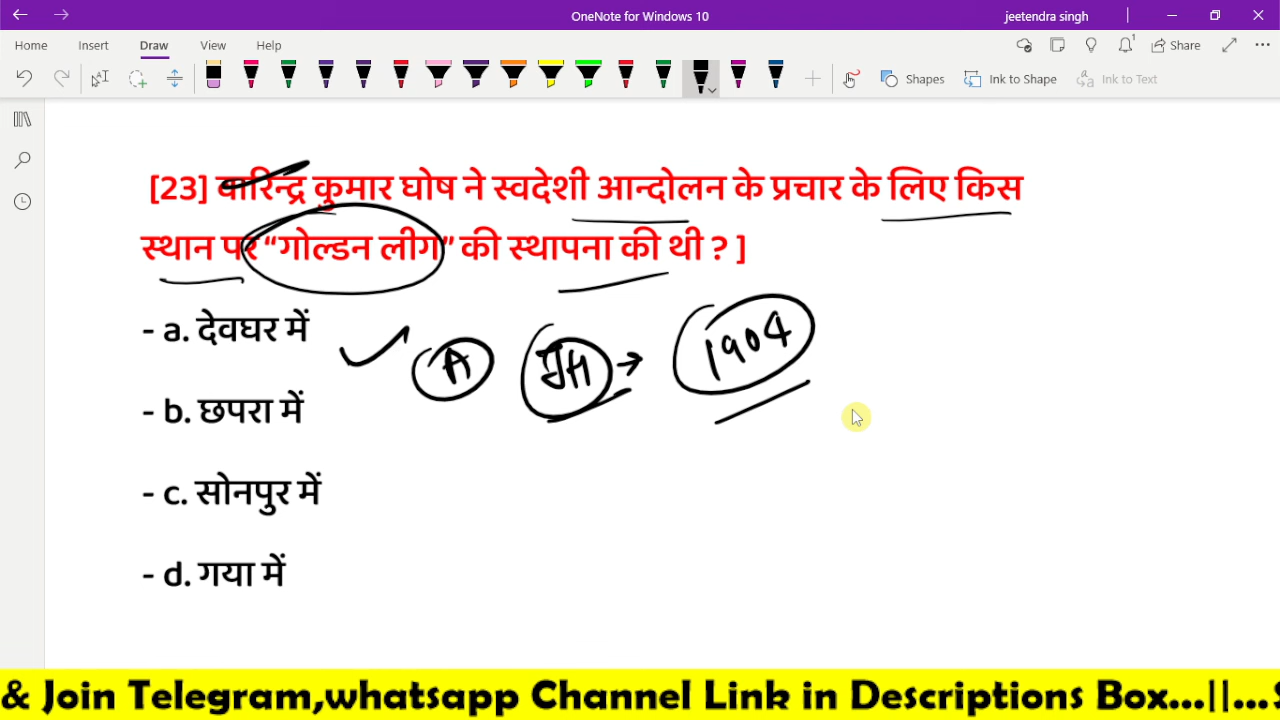 OneNote for Windows 10
jeetendra singh
Home Insert Draw View Help
Share
Shapes Ink to Shape Ink to Text
[23] वारिन्द्र कुमार घोष ने स्वदेशी आन्दोलन के प्रचार के लिए किस
स्थान पर “गोल्डन लीग” की स्थापना की थी ? ]
- a. देवघर में
A JH → 1904
- b. छपरा में
- c. सोनपुर में
- d. गया में
& Join Telegram,whatsapp Channel Link in Descriptions Box...||...S